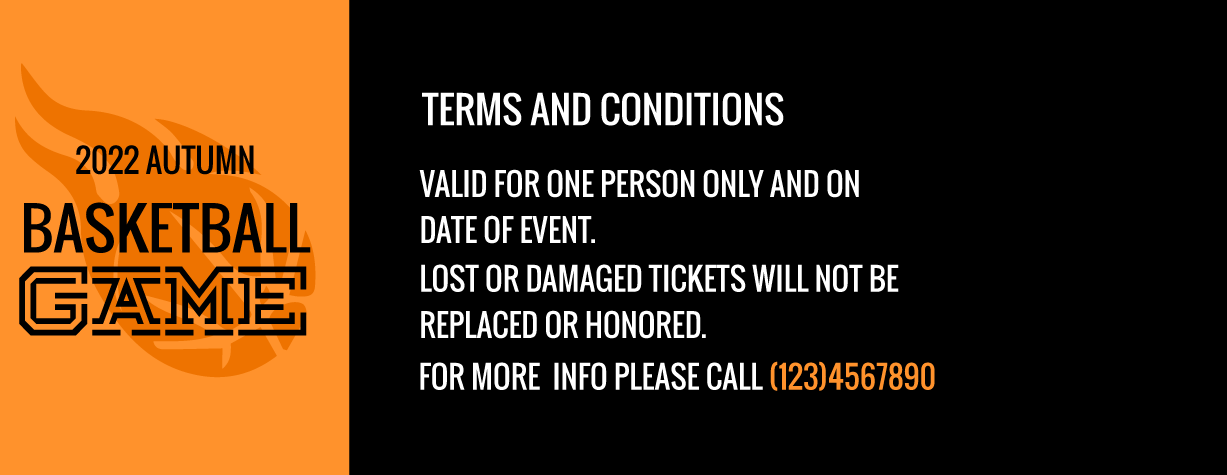 2022 AUTUMN
BASKETBALL
GAME
TERMS AND CONDITIONS
VALID FOR ONE PERSON ONLY AND ON
DATE OF EVENT.
LOST OR DAMAGED TICKETS WILL NOT BE
REPLACED OR HONORED.
FOR MORE  INFO PLEASE CALL (123)4567890